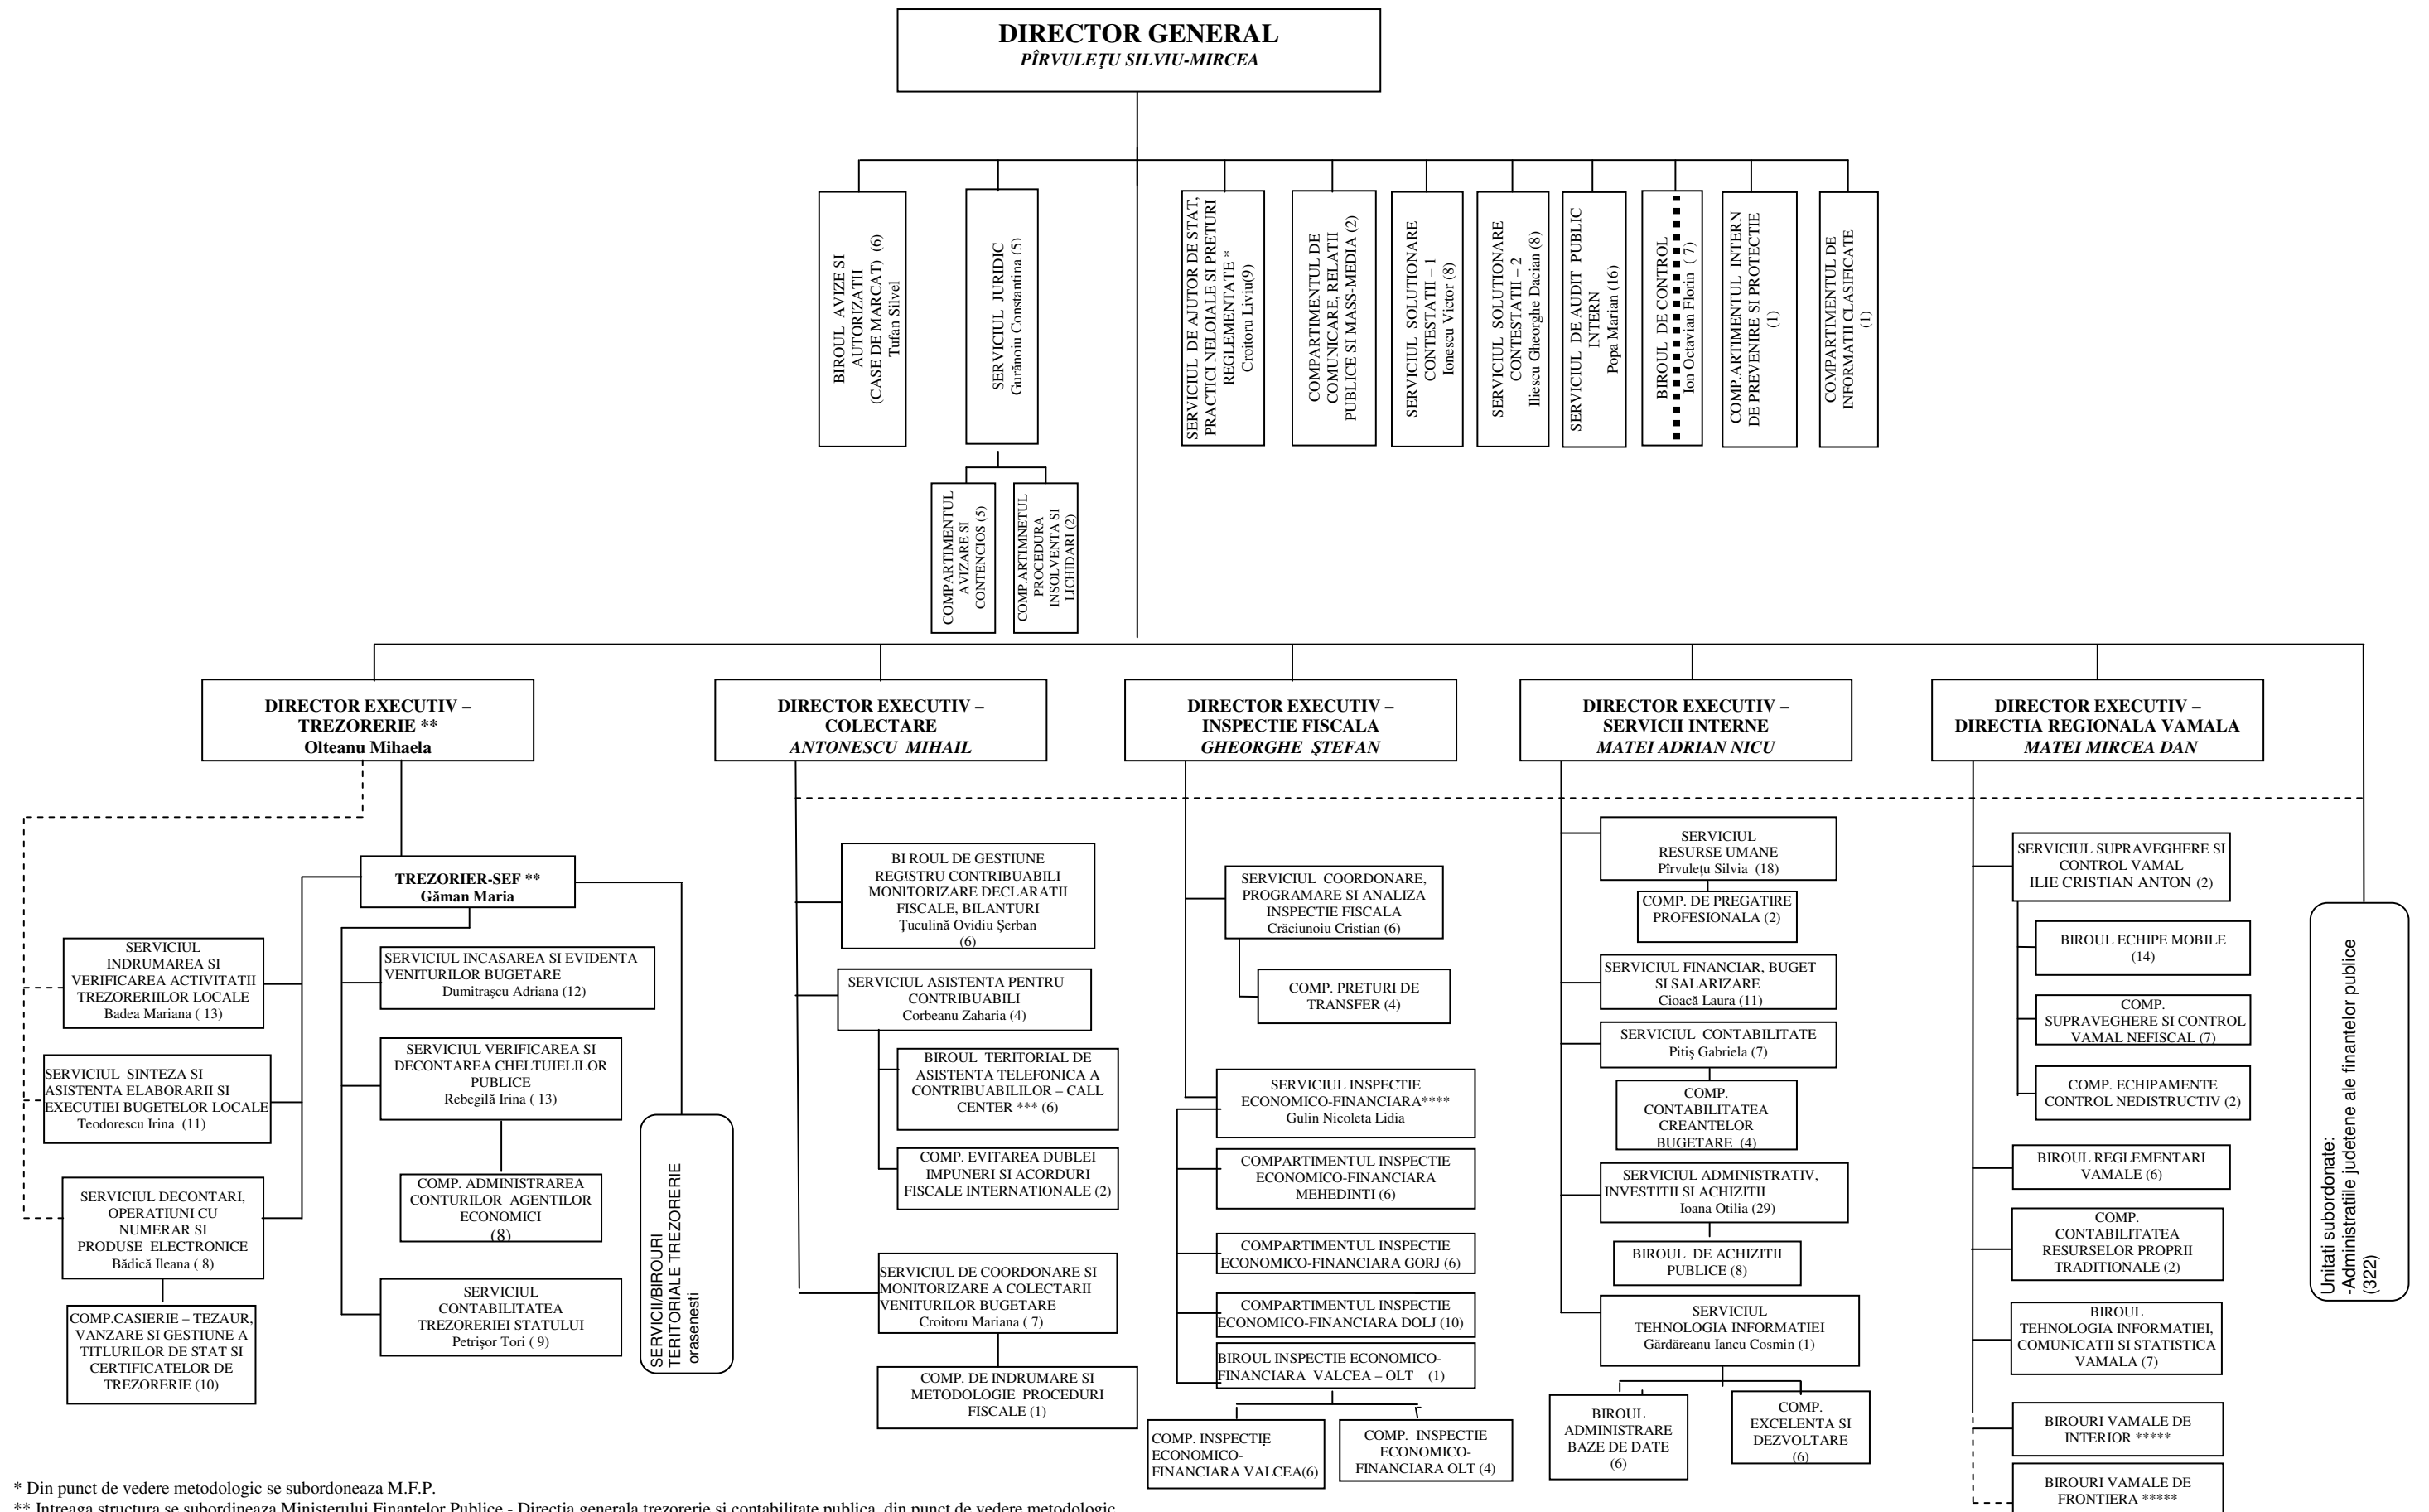 DIRECTOR GENERAL
PÎRVULEŢU SILVIU-MIRCEA
BIROUL AVIZE SI
AUTORIZATII
(CASE DE MARCAT) (6)
Tufan Silvel
SERVICIUL JURIDIC
Gurănoiu Constantina (5)
SERVICIUL DE AJUTOR DE STAT,
PRACTICI NELOIALE SI PRETURI
REGLEMENTATE *
Croitoru Liviu(9)
COMPARTIMENTUL DE
COMUNICARE, RELATII
PUBLICE SI MASS-MEDIA (2)
SERVICIUL SOLUTIONARE
CONTESTATII – 1
Ionescu Victor (8)
SERVICIUL SOLUTIONARE
CONTESTATII – 2
Iliescu Gheorghe Dacian (8)
SERVICIUL DE AUDIT PUBLIC
INTERN
Popa Marian (16)
BIROUL DE CONTROL
Ion Octavian Florin ( 7)
COMP.ARTIMENTUL INTERN
DE PREVENIRE SI PROTECTIE
(1)
COMPARTIMENTUL DE
INFORMATII CLASIFICATE
(1)
COMPARTIMENTUL
AVIZARE SI
CONTENCIOS (5)
COMP.ARTIMNETUL
PROCEDURA
INSOLVENTA SI
LICHIDARI (2)
DIRECTOR EXECUTIV –
TREZORERIE **
Olteanu Mihaela
DIRECTOR EXECUTIV –
COLECTARE
ANTONESCU MIHAIL
DIRECTOR EXECUTIV –
INSPECTIE FISCALA
GHEORGHE ŞTEFAN
DIRECTOR EXECUTIV –
SERVICII INTERNE
MATEI ADRIAN NICU
DIRECTOR EXECUTIV –
DIRECTIA REGIONALA VAMALA
MATEI MIRCEA DAN
TREZORIER-SEF **
Găman Maria
SERVICIUL
INDRUMAREA SI
VERIFICAREA ACTIVITATII
TREZORERIILOR LOCALE
Badea Mariana ( 13)
SERVICIUL SINTEZA SI
ASISTENTA ELABORARII SI
EXECUTIEI BUGETELOR LOCALE
Teodorescu Irina (11)
SERVICIUL DECONTARI,
OPERATIUNI CU
NUMERAR SI
PRODUSE ELECTRONICE
Bădică Ileana ( 8)
COMP.CASIERIE – TEZAUR,
VANZARE SI GESTIUNE A
TITLURILOR DE STAT SI
CERTIFICATELOR DE
TREZORERIE (10)
SERVICIUL INCASAREA SI EVIDENTA
VENITURILOR BUGETARE
Dumitraşcu Adriana (12)
SERVICIUL VERIFICAREA SI
DECONTAREA CHELTUIELILOR
PUBLICE
Rebegilă Irina ( 13)
COMP. ADMINISTRAREA
CONTURILOR AGENTILOR
ECONOMICI
(8)
SERVICIUL
CONTABILITATEA
TREZORERIEI STATULUI
Petrişor Tori ( 9)
SERVICII/BIROURI
TERITORIALE TREZORERIE
orasenesti
BI ROUL DE GESTIUNE
REGISTRU CONTRIBUABILI
MONITORIZARE DECLARATII
FISCALE, BILANTURI
Ţuculină Ovidiu Şerban
(6)
SERVICIUL ASISTENTA PENTRU
CONTRIBUABILI
Corbeanu Zaharia (4)
BIROUL TERITORIAL DE
ASISTENTA TELEFONICA A
CONTRIBUABILILOR – CALL
CENTER *** (6)
COMP. EVITAREA DUBLEI
IMPUNERI SI ACORDURI
FISCALE INTERNATIONALE (2)
SERVICIUL DE COORDONARE SI
MONITORIZARE A COLECTARII
VENITURILOR BUGETARE
Croitoru Mariana ( 7)
COMP. DE INDRUMARE SI
METODOLOGIE PROCEDURI
FISCALE (1)
SERVICIUL COORDONARE,
PROGRAMARE SI ANALIZA
INSPECTIE FISCALA
Crăciunoiu Cristian (6)
COMP. PRETURI DE
TRANSFER (4)
SERVICIUL INSPECTIE
ECONOMICO-FINANCIARA****
Gulin Nicoleta Lidia
COMPARTIMENTUL INSPECTIE
ECONOMICO-FINANCIARA
MEHEDINTI (6)
COMPARTIMENTUL INSPECTIE
ECONOMICO-FINANCIARA GORJ (6)
COMPARTIMENTUL INSPECTIE
ECONOMICO-FINANCIARA DOLJ (10)
BIROUL INSPECTIE ECONOMICO-
FINANCIARA VALCEA – OLT (1)
COMP. INSPECTIE
ECONOMICO-
FINANCIARA VALCEA(6)
COMP. INSPECTIE
ECONOMICO-
FINANCIARA OLT (4)
SERVICIUL
RESURSE UMANE
Pîrvuleţu Silvia (18)
COMP. DE PREGATIRE
PROFESIONALA (2)
SERVICIUL FINANCIAR, BUGET
SI SALARIZARE
Cioacă Laura (11)
SERVICIUL CONTABILITATE
Pitiş Gabriela (7)
COMP.
CONTABILITATEA
CREANTELOR
BUGETARE (4)
SERVICIUL ADMINISTRATIV,
INVESTITII SI ACHIZITII
Ioana Otilia (29)
BIROUL DE ACHIZITII
PUBLICE (8)
SERVICIUL
TEHNOLOGIA INFORMATIEI
Gărdăreanu Iancu Cosmin (1)
BIROUL
ADMINISTRARE
BAZE DE DATE
(6)
COMP.
EXCELENTA SI
DEZVOLTARE
(6)
SERVICIUL SUPRAVEGHERE SI
CONTROL VAMAL
ILIE CRISTIAN ANTON (2)
BIROUL ECHIPE MOBILE
(14)
COMP.
SUPRAVEGHERE SI CONTROL
VAMAL NEFISCAL (7)
COMP. ECHIPAMENTE
CONTROL NEDISTRUCTIV (2)
BIROUL REGLEMENTARI
VAMALE (6)
COMP.
CONTABILITATEA
RESURSELOR PROPRII
TRADITIONALE (2)
BIROUL
TEHNOLOGIA INFORMATIEI,
COMUNICATII SI STATISTICA
VAMALA (7)
BIROURI VAMALE DE
INTERIOR *****
BIROURI VAMALE DE
FRONTIERA *****
Unitati subordonate:
-Administratiile judetene ale finantelor publice
(322)
* Din punct de vedere metodologic se subordoneaza M.F.P.
** Intreaga structura se subordineaza Ministerului Finantelor Publice - Directia generala trezorerie si contabilitate publica, din punct de vedere metodologic